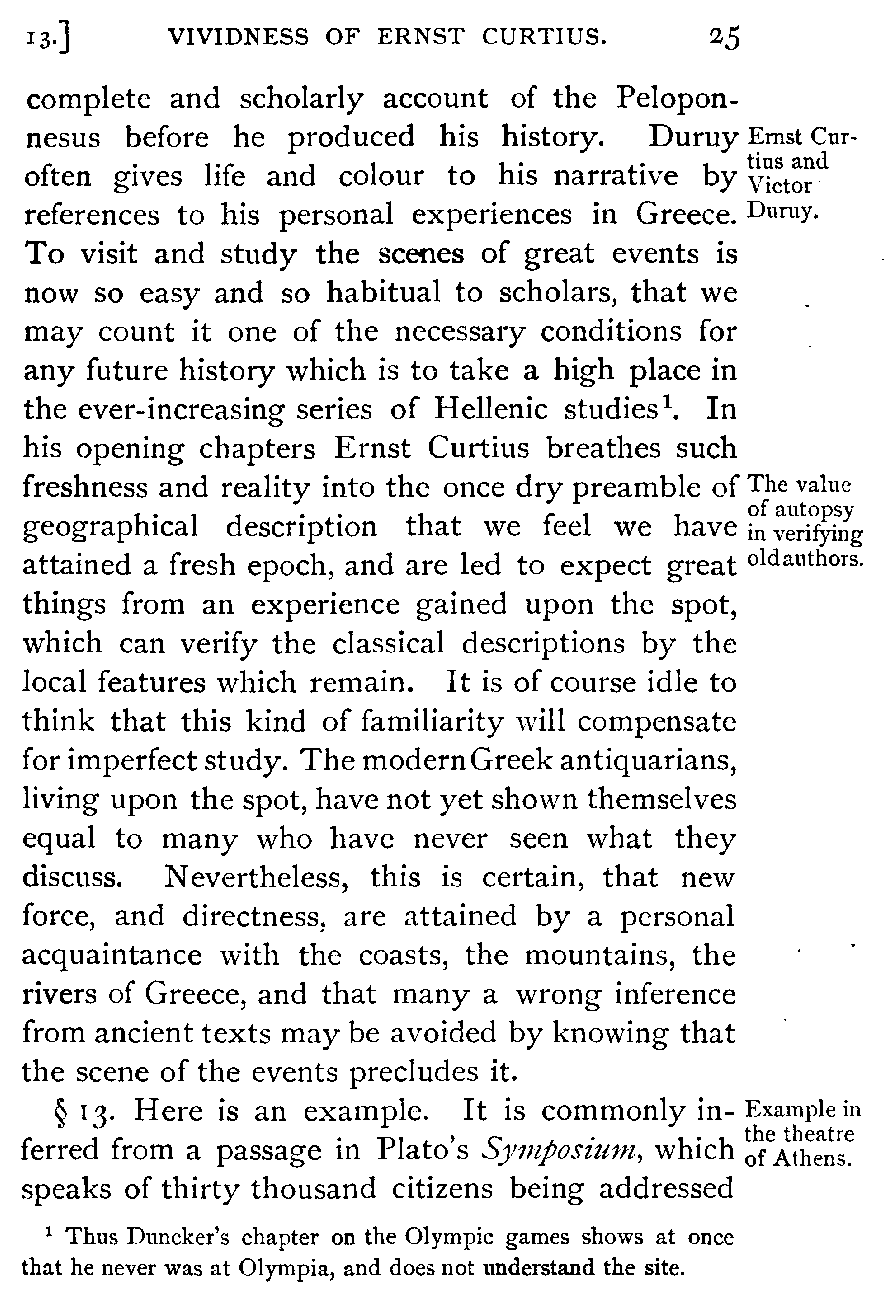 13.] VIVIDNESS OF ERNST CURTIUS. 25
complete and scholarly account of the Pelopon-
nesus before he produced his history. Duruy
often gives life and colour to his narrative by
references to his personal experiences in Greece.
Ernst Cur-
tius and
Victor
Duruy.
To visit and study the scenes of great events is
now so easy and so habitual to scholars, that we
may count it one of the necessary conditions for
any future history which is to take a high place in
the ever-increasing series of Hellenic studies¹. In
his opening chapters Ernst Curtius breathes such
freshness and reality into the once dry preamble of
geographical description that we feel we have
attained a fresh epoch, and are led to expect great
The value
of autopsy
in verifying
old authors.
things from an experience gained upon the spot,
which can verify the classical descriptions by the
local features which remain. It is of course idle to
think that this kind of familiarity will compensate
for imperfect study. The modern Greek antiquarians,
living upon the spot, have not yet shown themselves
equal to many who have never seen what they
discuss. Nevertheless, this is certain, that new
force, and directness, are attained by a personal
acquaintance with the coasts, the mountains, the
rivers of Greece, and that many a wrong inference
from ancient texts may be avoided by knowing that
the scene of the events precludes it.
§ 13. Here is an example. It is commonly in-
ferred from a passage in Plato's Symposium, which
speaks of thirty thousand citizens being addressed
Example in
the theatre
of Athens.
¹ Thus Duncker's chapter on the Olympic games shows at once
that he never was at Olympia, and does not understand the site.